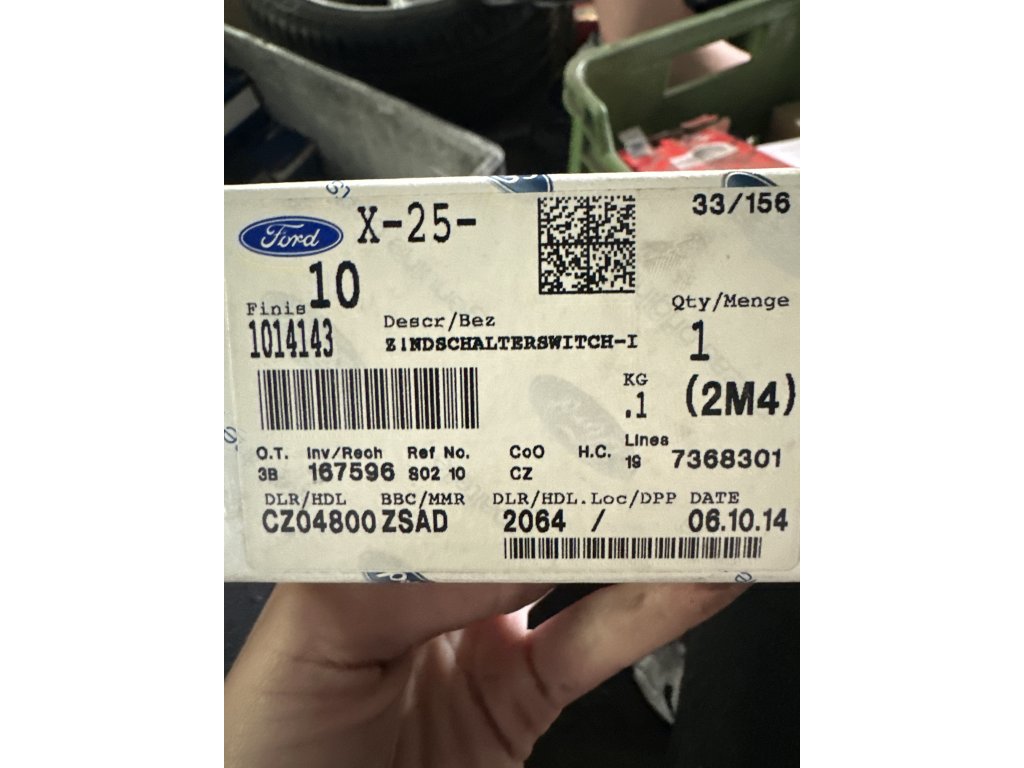 Ford X-25- 33/156
10
Finis
1014143
Descr/Bez
ZINDSCHALTERSWITCH-I
Qty/Menge
1
KG
.1
(2M4)
O.T. Inv/Rech Ref No. CoO H.C. Lines
3B 167596 S02 10 CZ 19 7368301
DLR/HDL BBC/MMR DLR/HDL.Loc/DPP DATE
CZ04800 ZSAD 2064 / 06.10.14